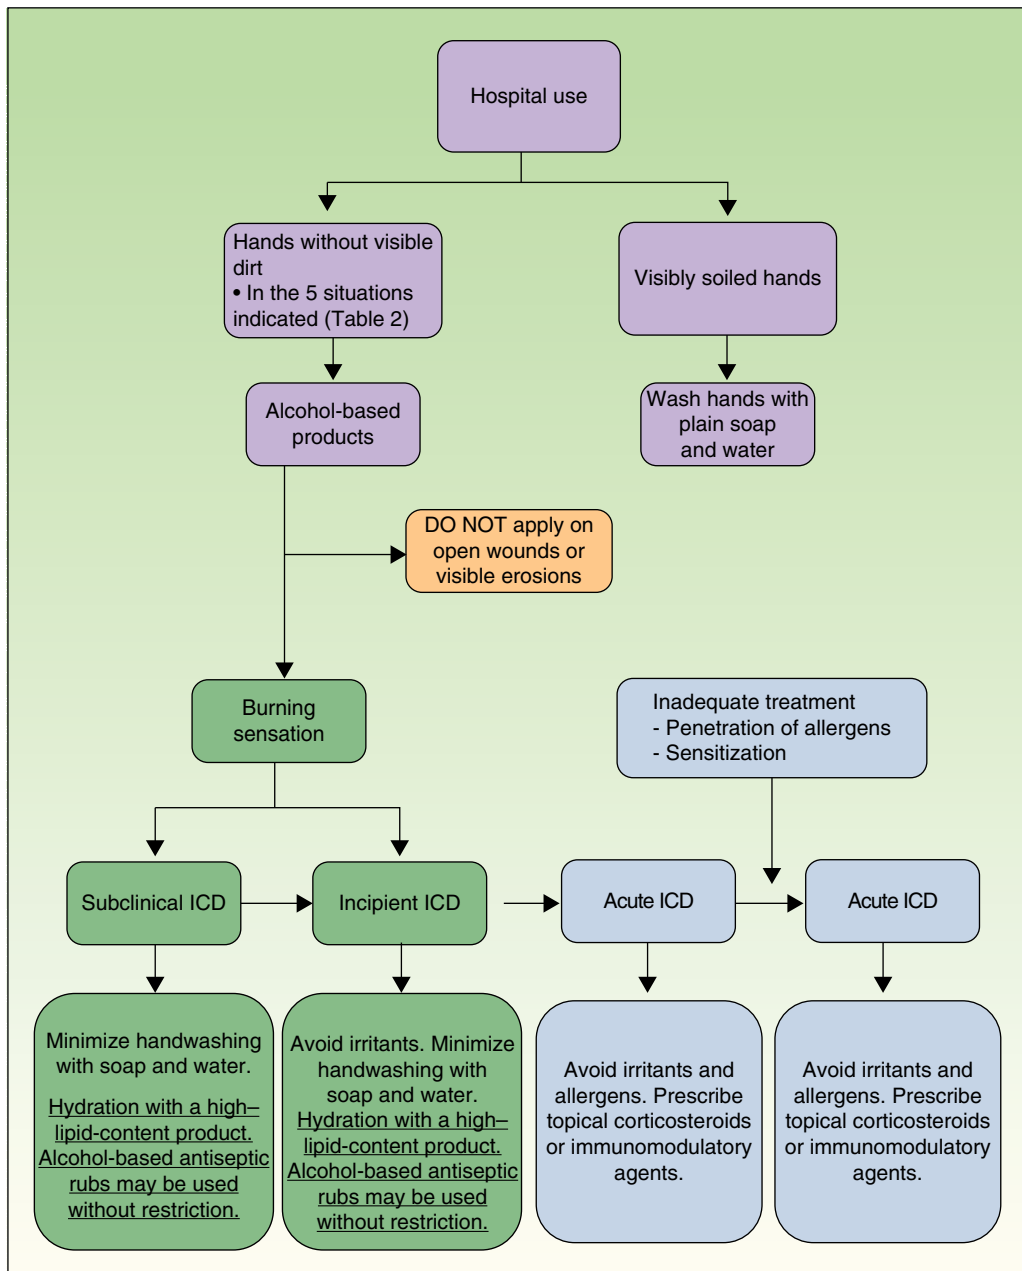 Hospital use
Hands without visible
dirt
• In the 5 situations
indicated (Table 2)
Visibly soiled hands
Alcohol-based
products
Wash hands with
plain soap
and water
DO NOT apply on
open wounds or
visible erosions
Burning
sensation
Inadequate treatment
- Penetration of allergens
- Sensitization
Subclinical ICD
Incipient ICD
Acute ICD
Acute ICD
Minimize handwashing
with soap and water.
Hydration with a high–
lipid-content product.
Alcohol-based antiseptic
rubs may be used
without restriction.
Avoid irritants. Minimize
handwashing with
soap and water.
Hydration with a high–
lipid-content product.
Alcohol-based antiseptic
rubs may be used
without restriction.
Avoid irritants and
allergens. Prescribe
topical corticosteroids
or immunomodulatory
agents.
Avoid irritants and
allergens. Prescribe
topical corticosteroids
or immunomodulatory
agents.